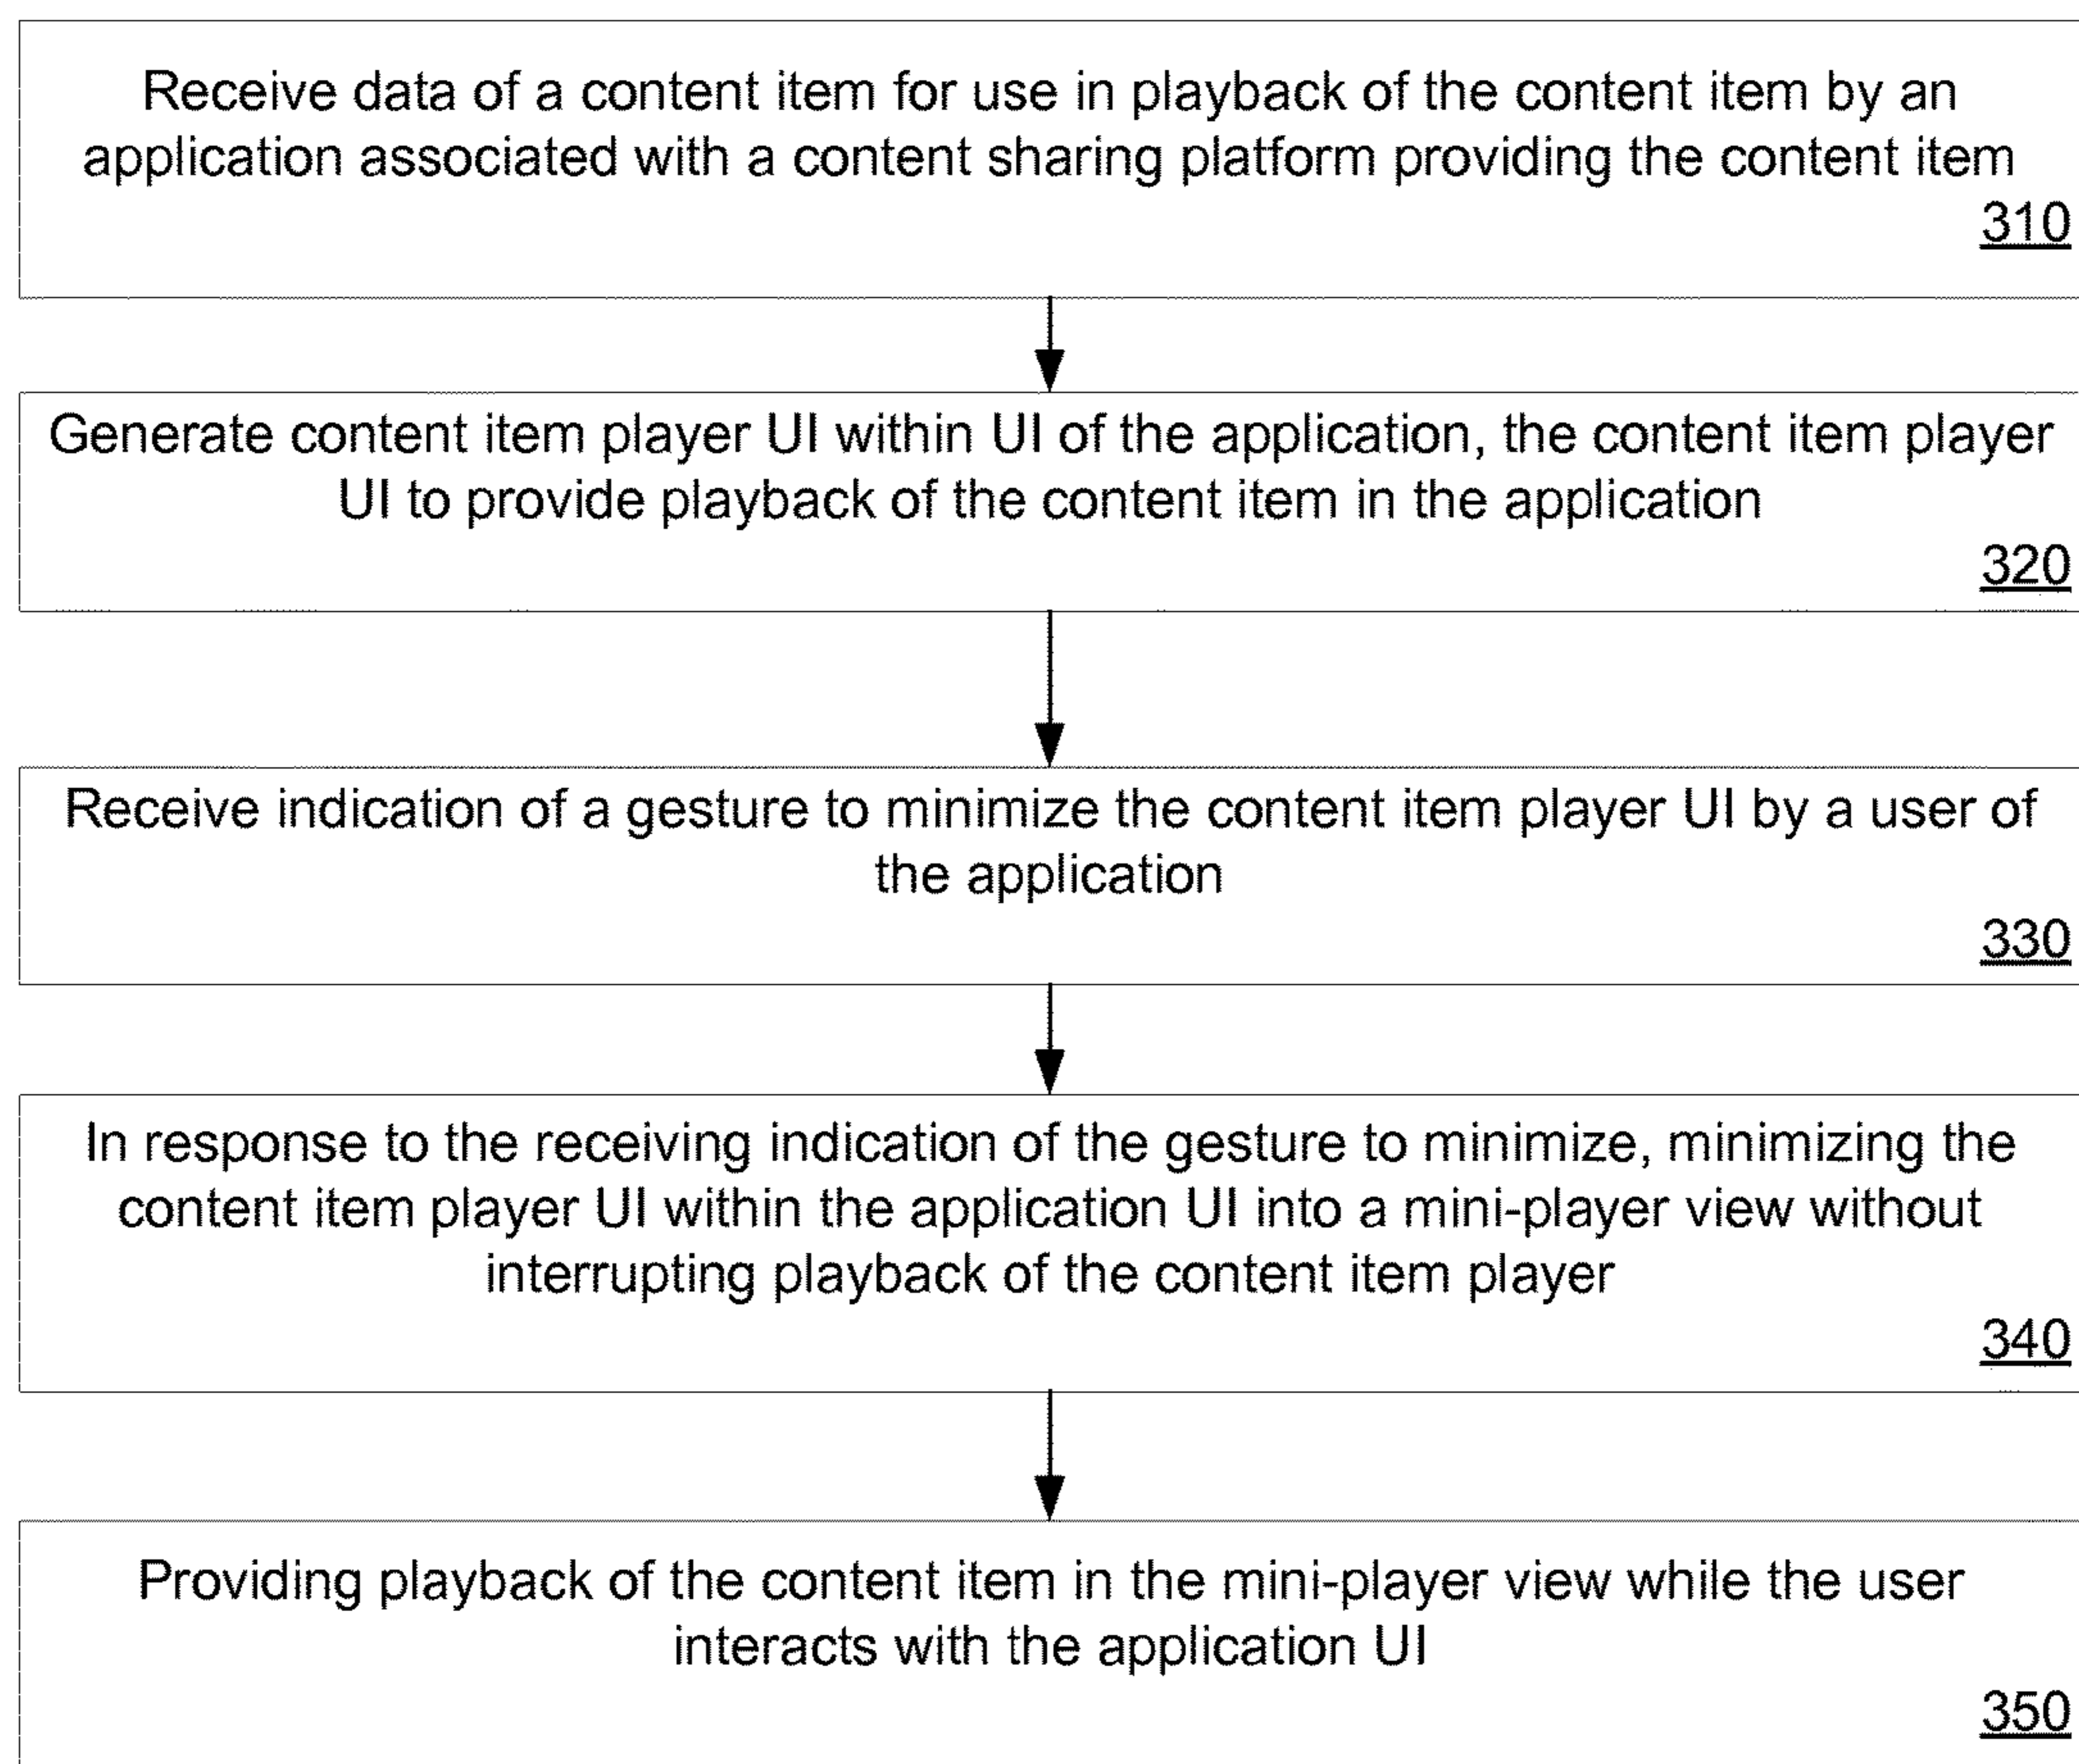 Receive data of a content item for use in playback of the content item by an
application associated with a content sharing platform providing the content item
310
Generate content item player UI within UI of the application, the content item player
UI to provide playback of the content item in the application
320
Receive indication of a gesture to minimize the content item player UI by a user of
the application
330
In response to the receiving indication of the gesture to minimize, minimizing the
content item player UI within the application UI into a mini-player view without
interrupting playback of the content item player
340
Providing playback of the content item in the mini-player view while the user
interacts with the application UI
350